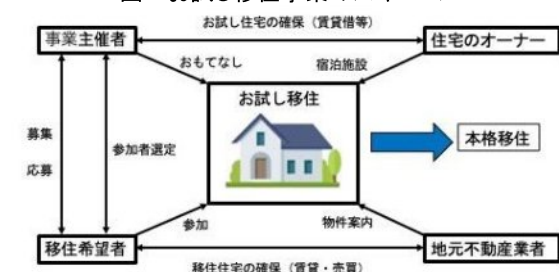 お試し住宅の確保（賃貸借等）
事業主催者
住宅のオーナー
おもてなし
宿泊施設
お試し移住
募集
応募
参加者選定
本格移住
参加
物件案内
移住希望者
地元不動産業者
移住住宅の確保（賃貸・売買）